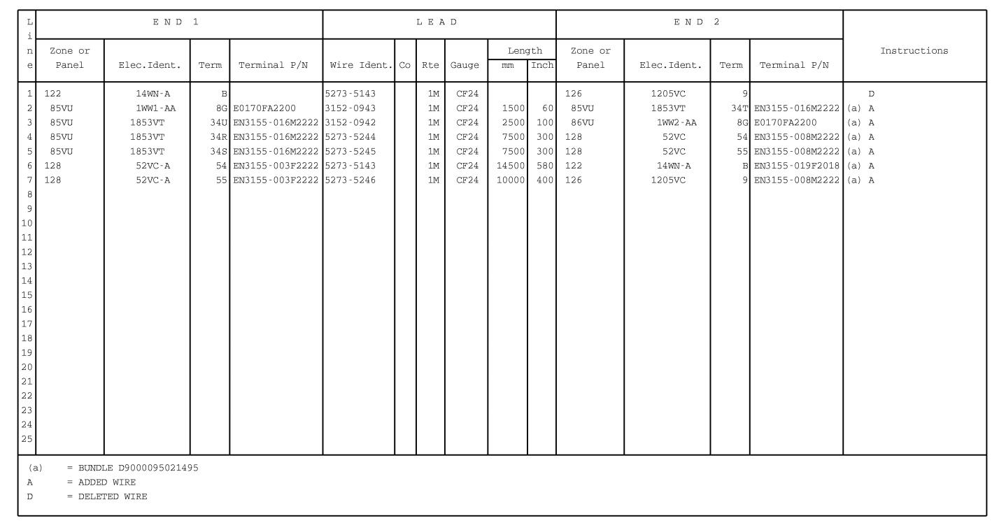 L
i
n
e
E N D 1 L E A D E N D 2
Length
Zone or Zone or Instructions
Panel Elec.Ident. Term Terminal P/N Wire Ident. Co Rte Gauge mm Inch Panel Elec.Ident. Term Terminal P/N
1 122 14WN-A B 5273-5143 1M CF24 126 1205VC 9 D
2 85VU 1WW1-AA 8G E0170FA2200 3152-0943 1M CF24 1500 60 85VU 1853VT 34T EN3155-016M2222 (a) A
3 85VU 1853VT 34U EN3155-016M2222 3152-0942 1M CF24 2500 100 86VU 1WW2-AA 8G E0170FA2200 (a) A
4 85VU 1853VT 34R EN3155-016M2222 5273-5244 1M CF24 7500 300 128 52VC 54 EN3155-008M2222 (a) A
5 85VU 1853VT 34S EN3155-016M2222 5273-5245 1M CF24 7500 300 128 52VC 55 EN3155-008M2222 (a) A
6 128 52VC-A 54 EN3155-003F2222 5273-5143 1M CF24 14500 580 122 14WN-A B EN3155-019F2018 (a) A
7 128 52VC-A 55 EN3155-003F2222 5273-5246 1M CF24 10000 400 126 1205VC 9 EN3155-008M2222 (a) A
8
9
10
11
12
13
14
15
16
17
18
19
20
21
22
23
24
25
(a) = BUNDLE D9000095021495
A = ADDED WIRE
D = DELETED WIRE